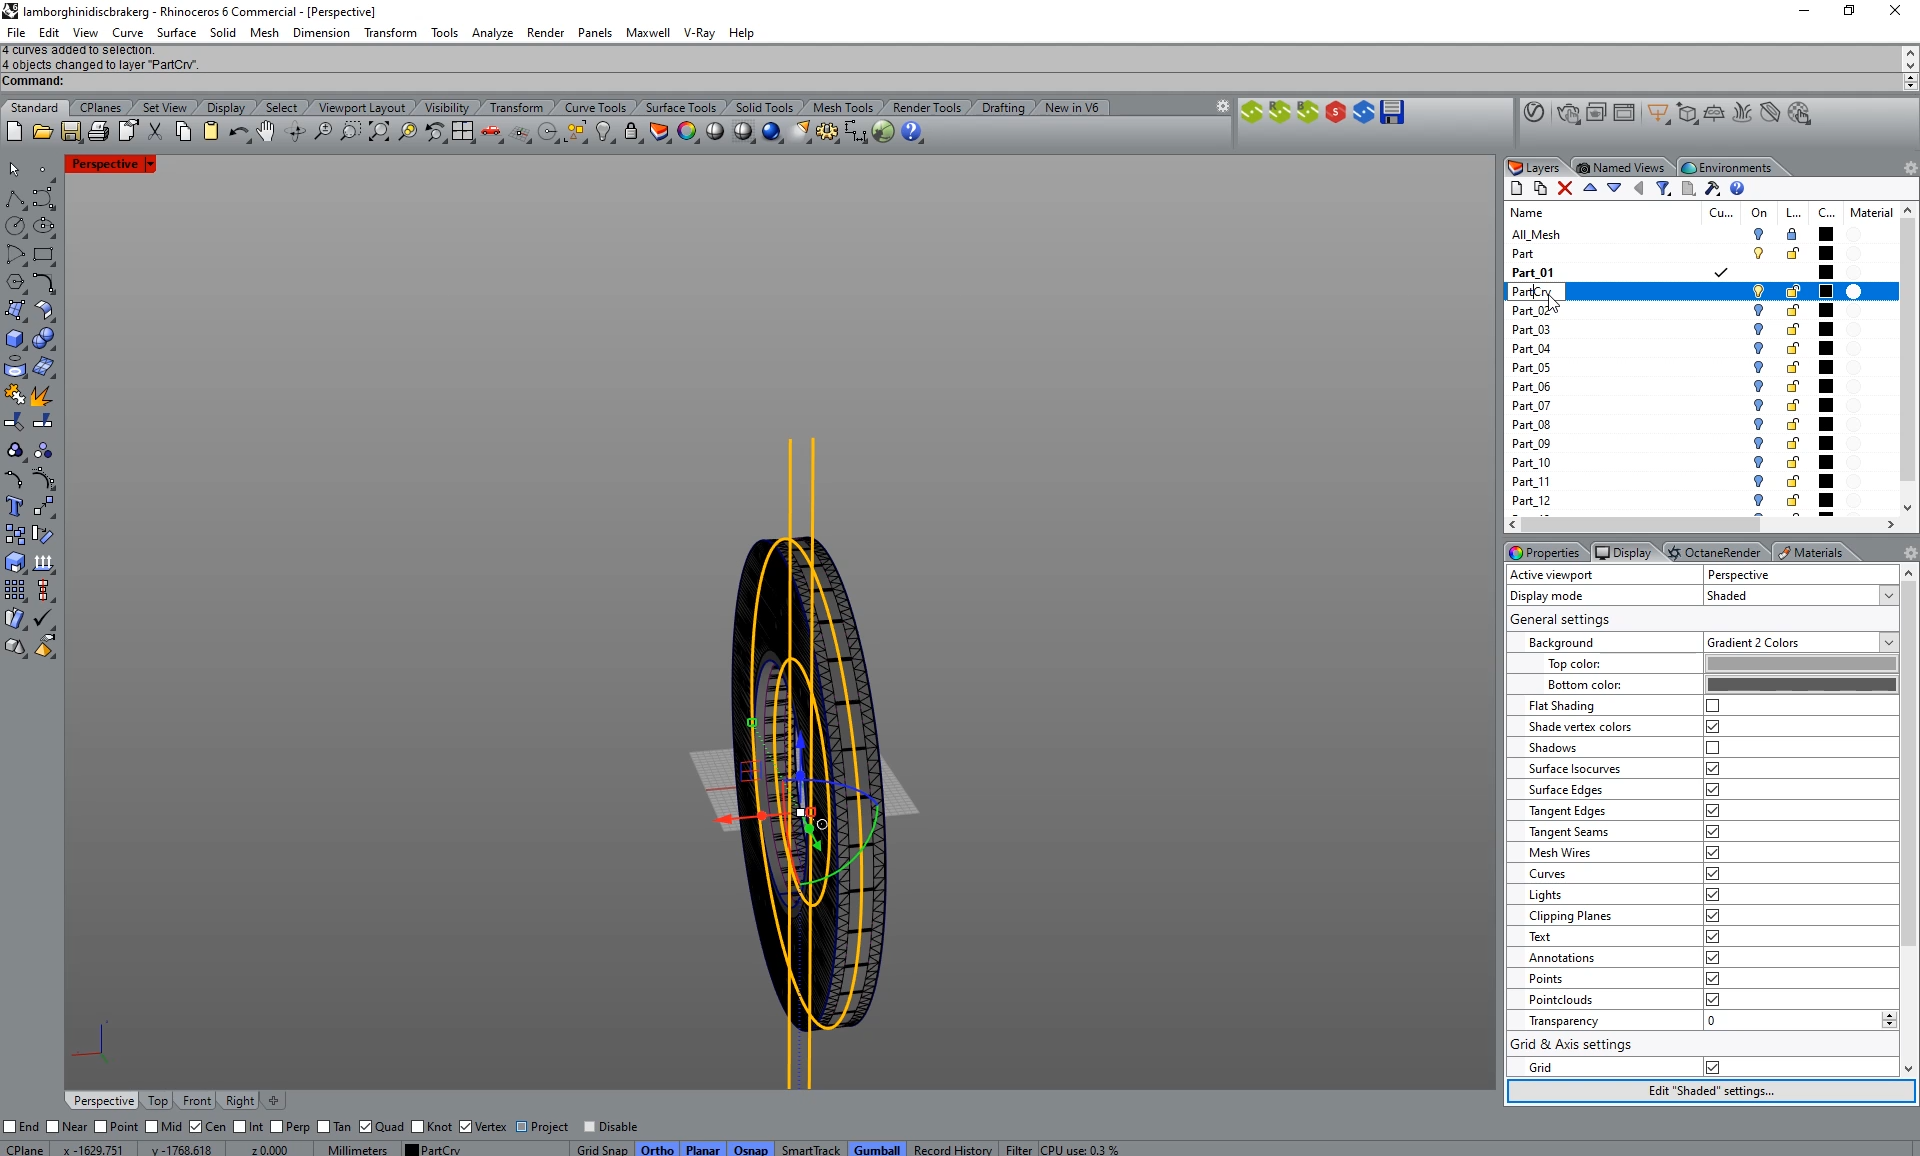 lamborghinidiscbrakerg - Rhinoceros 6 Commercial - [Perspective]
File Edit View Curve Surface Solid Mesh Dimension Transform Tools Analyze Render Panels Maxwell V-Ray Help
4 curves added to selection.
4 objects changed to layer "PartCrv".
Command:
Standard CPlanes Set View Display Select Viewport Layout Visibility Transform Curve Tools Surface Tools Solid Tools Mesh Tools Render Tools Drafting New in V6
Perspective
Layers Named Views Environments
Name Cu... On L... C... Material
All_Mesh
Part
Part_01
PartCrv
Part_02
Part_03
Part_04
Part_05
Part_06
Part_07
Part_08
Part_09
Part_10
Part_11
Part_12
Properties Display OctaneRender Materials
Active viewport Perspective
Display mode Shaded
General settings
Background Gradient 2 Colors
Top color:
Bottom color:
Flat Shading
Shade vertex colors
Shadows
Surface Isocurves
Surface Edges
Tangent Edges
Tangent Seams
Mesh Wires
Curves
Lights
Clipping Planes
Text
Annotations
Points
Pointclouds
Transparency 0
Grid & Axis settings
Grid
Edit "Shaded" settings...
Perspective Top Front Right
End Near Point Mid Cen Int Perp Tan Quad Knot Vertex Project Disable
CPlane x -1629.751 y -1768.618 z 0.000 Millimeters PartCrv Grid Snap Ortho Planar Osnap SmartTrack Gumball Record History Filter CPU use: 0.3 %